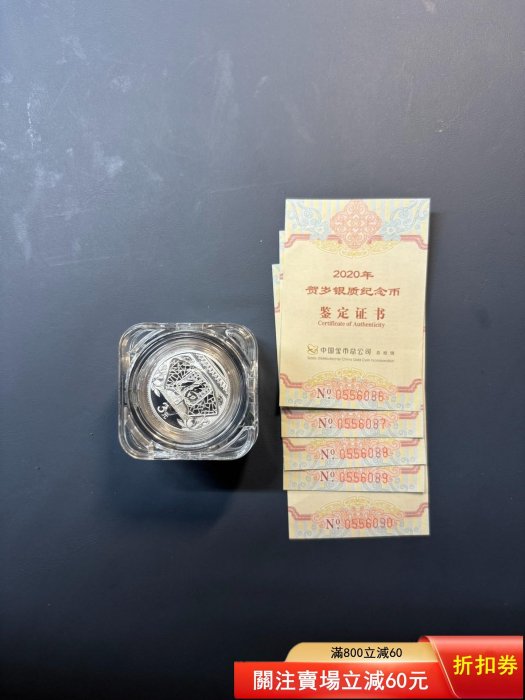 2020年
贺岁银质纪念币
鉴定证书
Certificate of Authenticity
中国金币总公司
Nº 0556086
Nº 0556087
Nº 0556088
Nº 0556089
Nº 0556090
3
滿800立減60
關注賣場立減60元
折扣券